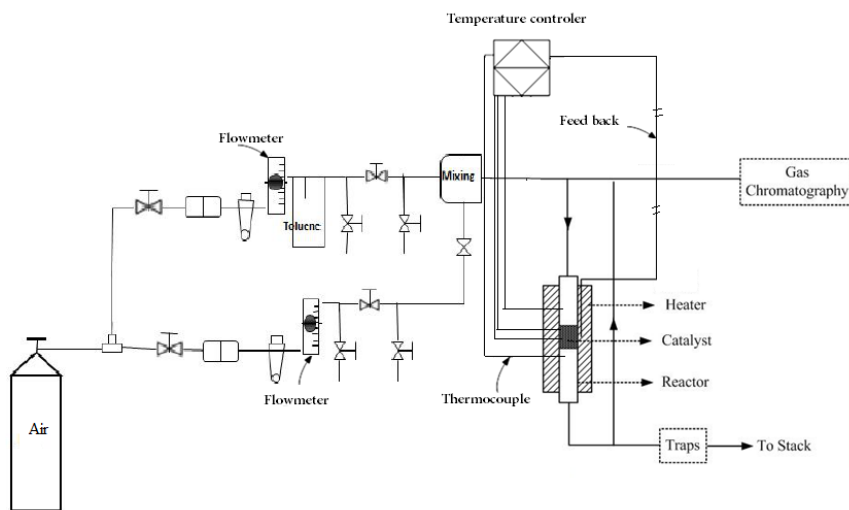 Temperature controler
Flowmeter
Feed back
Mixing
Gas
Chromatography
Toluene
Heater
Catalyst
Flowmeter
Thermocouple
Reactor
Air
Traps
To Stack